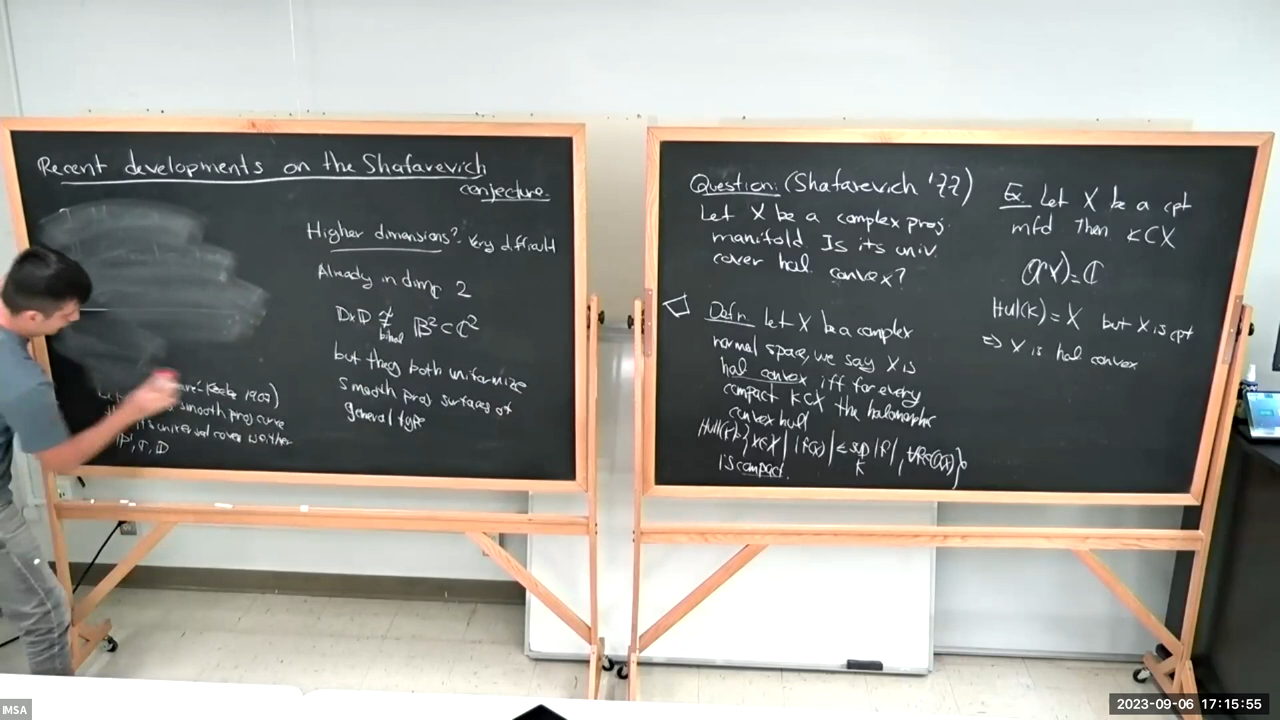 Recent developments on the Shafarevich
conjecture.
1907)
smooth proj curve
its universal cover is either
P¹, C, D
Higher dimensions? Very difficult
Already in dim_C 2
D×D ≄ B² ⊂ C²
bihol
but they both uniformize
smooth proj surfaces of
general type
Question: (Shafarevich '77)
Let X be a complex proj.
manifold. Is its univ.
cover hol. convex?
Defn. Let X be a complex
normal space, we say X is
hol convex iff for every
compact K⊂X the holomorphic
convex hull
Hull(K)={x∈X | |f(x)| ≤ sup |f|, ∀f∈O(X)}
K
is compact.
Ex Let X be a cpt
mfd then K⊂X
O(X)=C
Hull(K)=X but X is cpt
⇒ X is hol convex
IMSA
2023-09-06 17:15:55